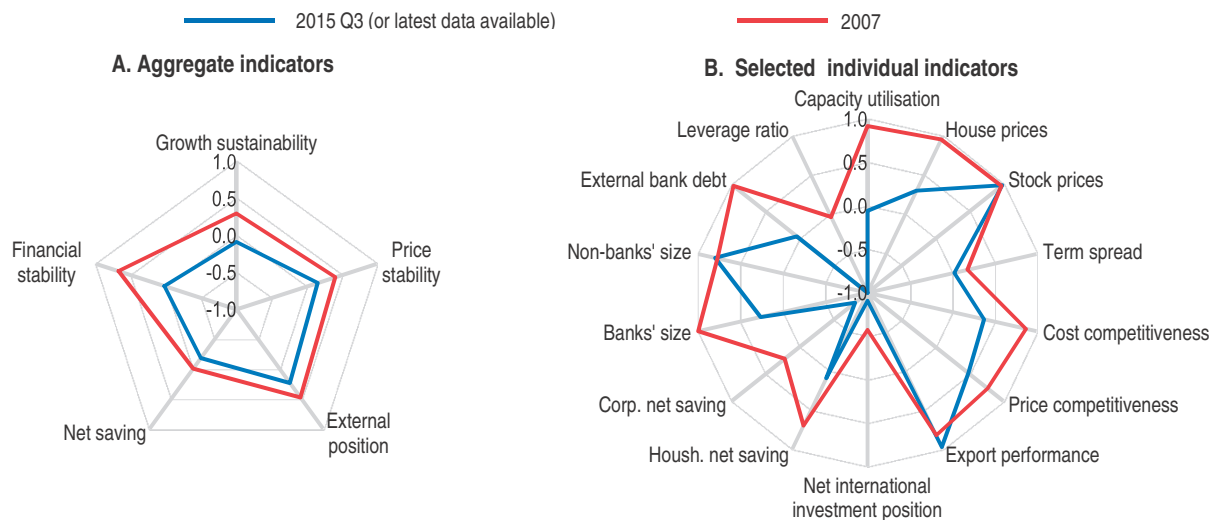 2015 Q3 (or latest data available)
2007
A. Aggregate indicators
Growth sustainability
1.0
0.5
0.0
-0.5
-1.0
Price
stability
External
position
Net saving
Financial
stability
B. Selected individual indicators
Capacity utilisation
1.0
0.5
0.0
-0.5
-1.0
House prices
Stock prices
Term spread
Cost competitiveness
Price competitiveness
Export performance
Net international
investment position
Housh. net saving
Corp. net saving
Banks' size
Non-banks' size
External bank debt
Leverage ratio